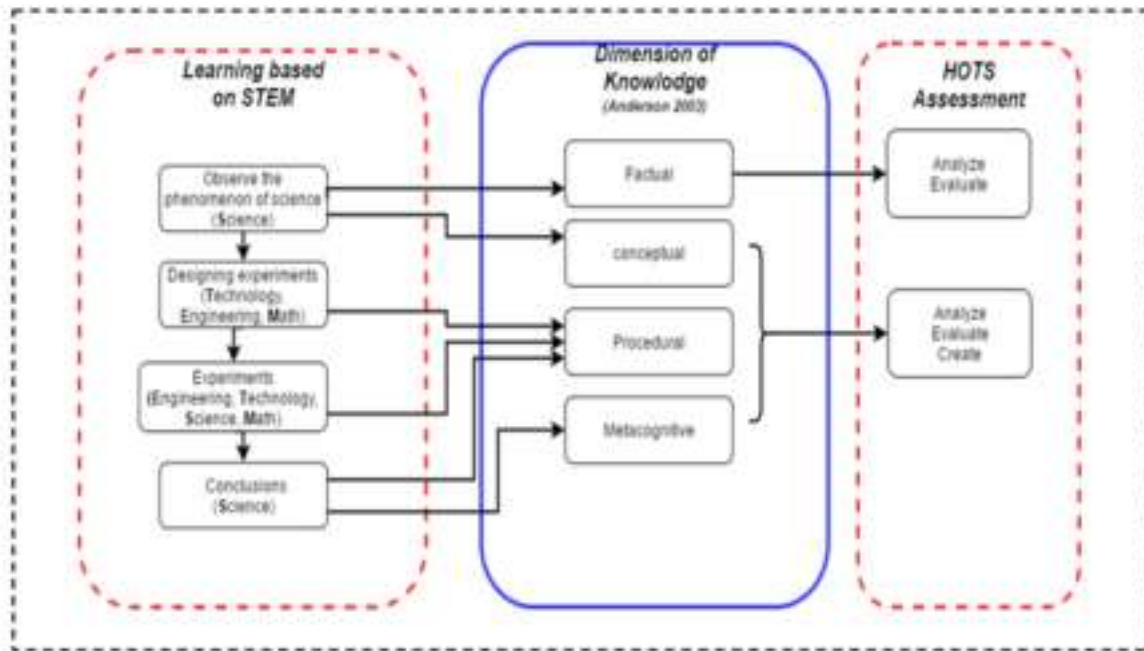 Learning based
on STEM
Observe the
phenomenon of science
(Science)
Designing experiments
(Technology,
Engineering, Math)
Experiments
(Engineering, Technology,
Science, Math)
Conclusions
(Science)
Dimension of
Knowlodge
(Anderson 2003)
Factual
conceptual
Procedural
Metacognitive
HOTS
Assessment
Analyze
Evaluate
Analyze
Evaluate
Create